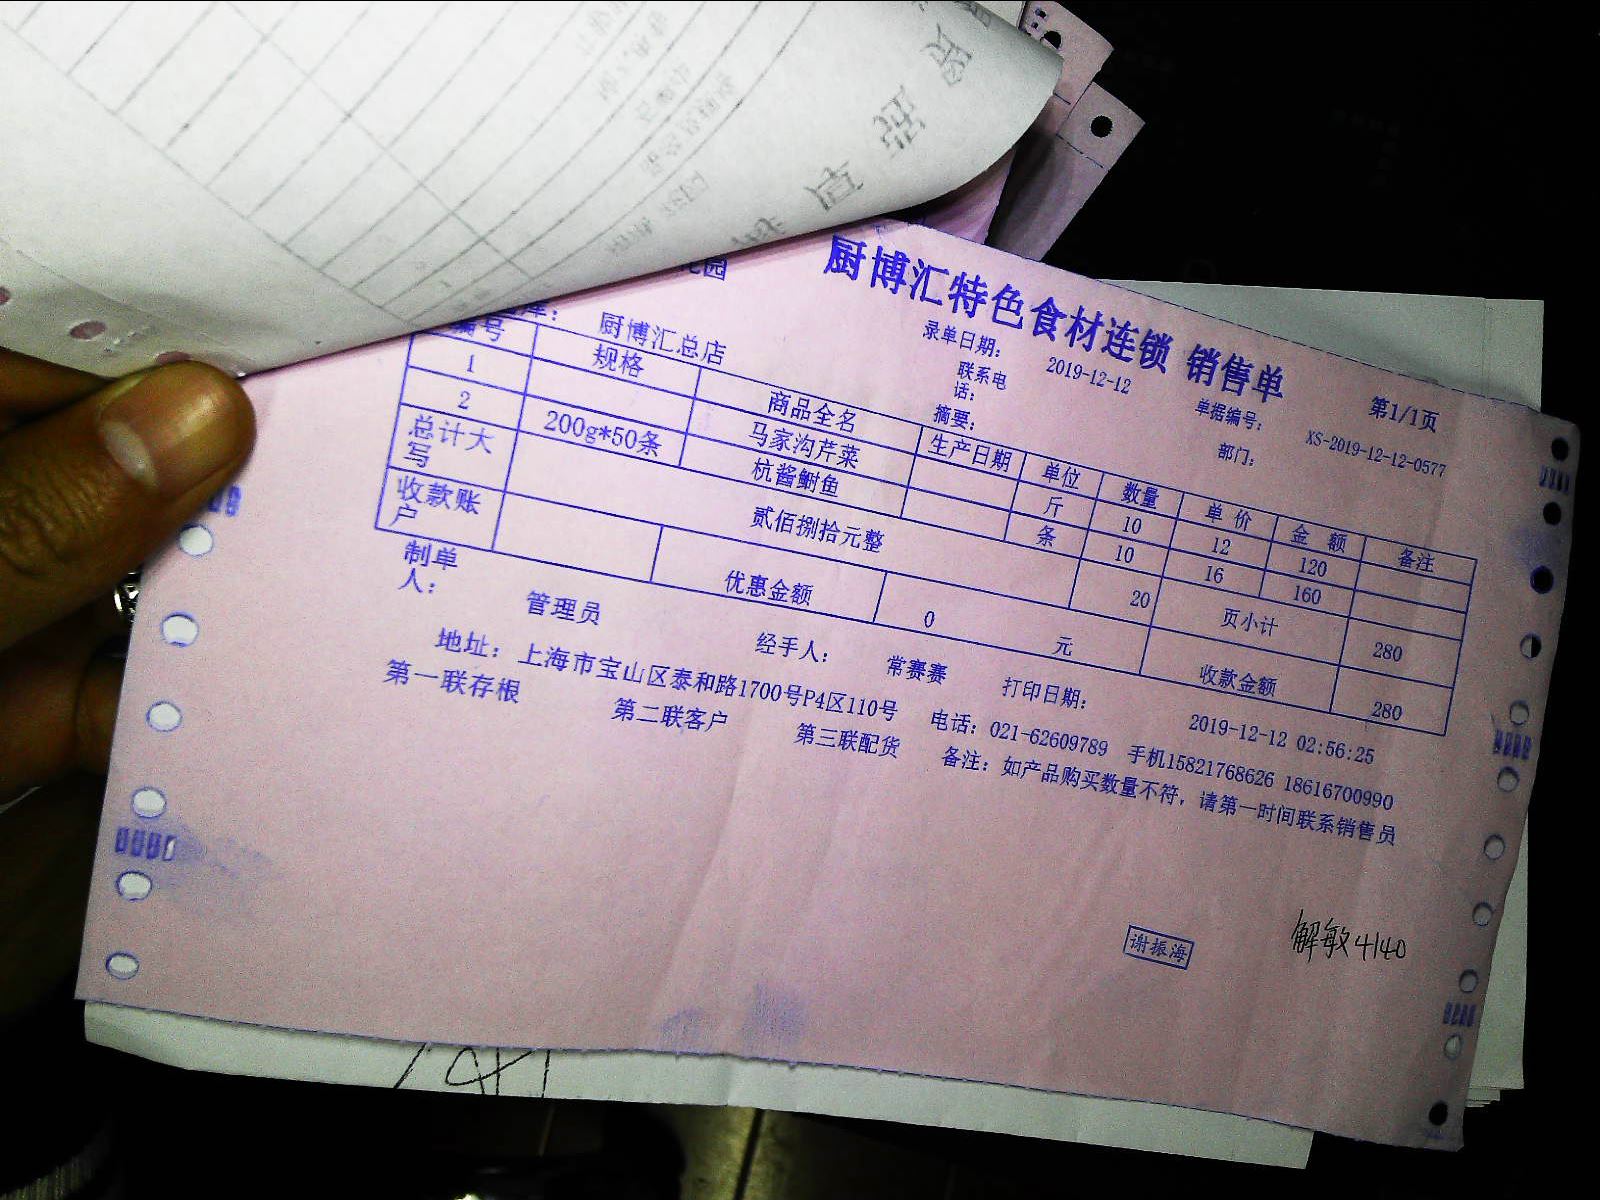 厨博汇特色食材连锁 销售单
花园
录单日期： 2019-12-12 单据编号： XS-2019-12-12-0577 第1/1页
库： 厨博汇总店 联系电话： 部门：
摘要：
编号 规格 商品全名 生产日期 单位 数量 单 价 金 额 备注
1 马家沟芹菜 斤 10 12 120
2 200g*50条 杭酱鲥鱼 条 10 16 160
总计大写 贰佰捌拾元整 20 页小计 280
收款账户 优惠金额 0 元 收款金额 280
制单人： 管理员 经手人： 常赛赛 打印日期： 2019-12-12 02:56:25
地址： 上海市宝山区泰和路1700号P4区110号 电话：021-62609789 手机15821768626 18616700990
第一联存根 第二联客户 第三联配货 备注：如产品购买数量不符，请第一时间联系销售员
谢振海
解敏4140